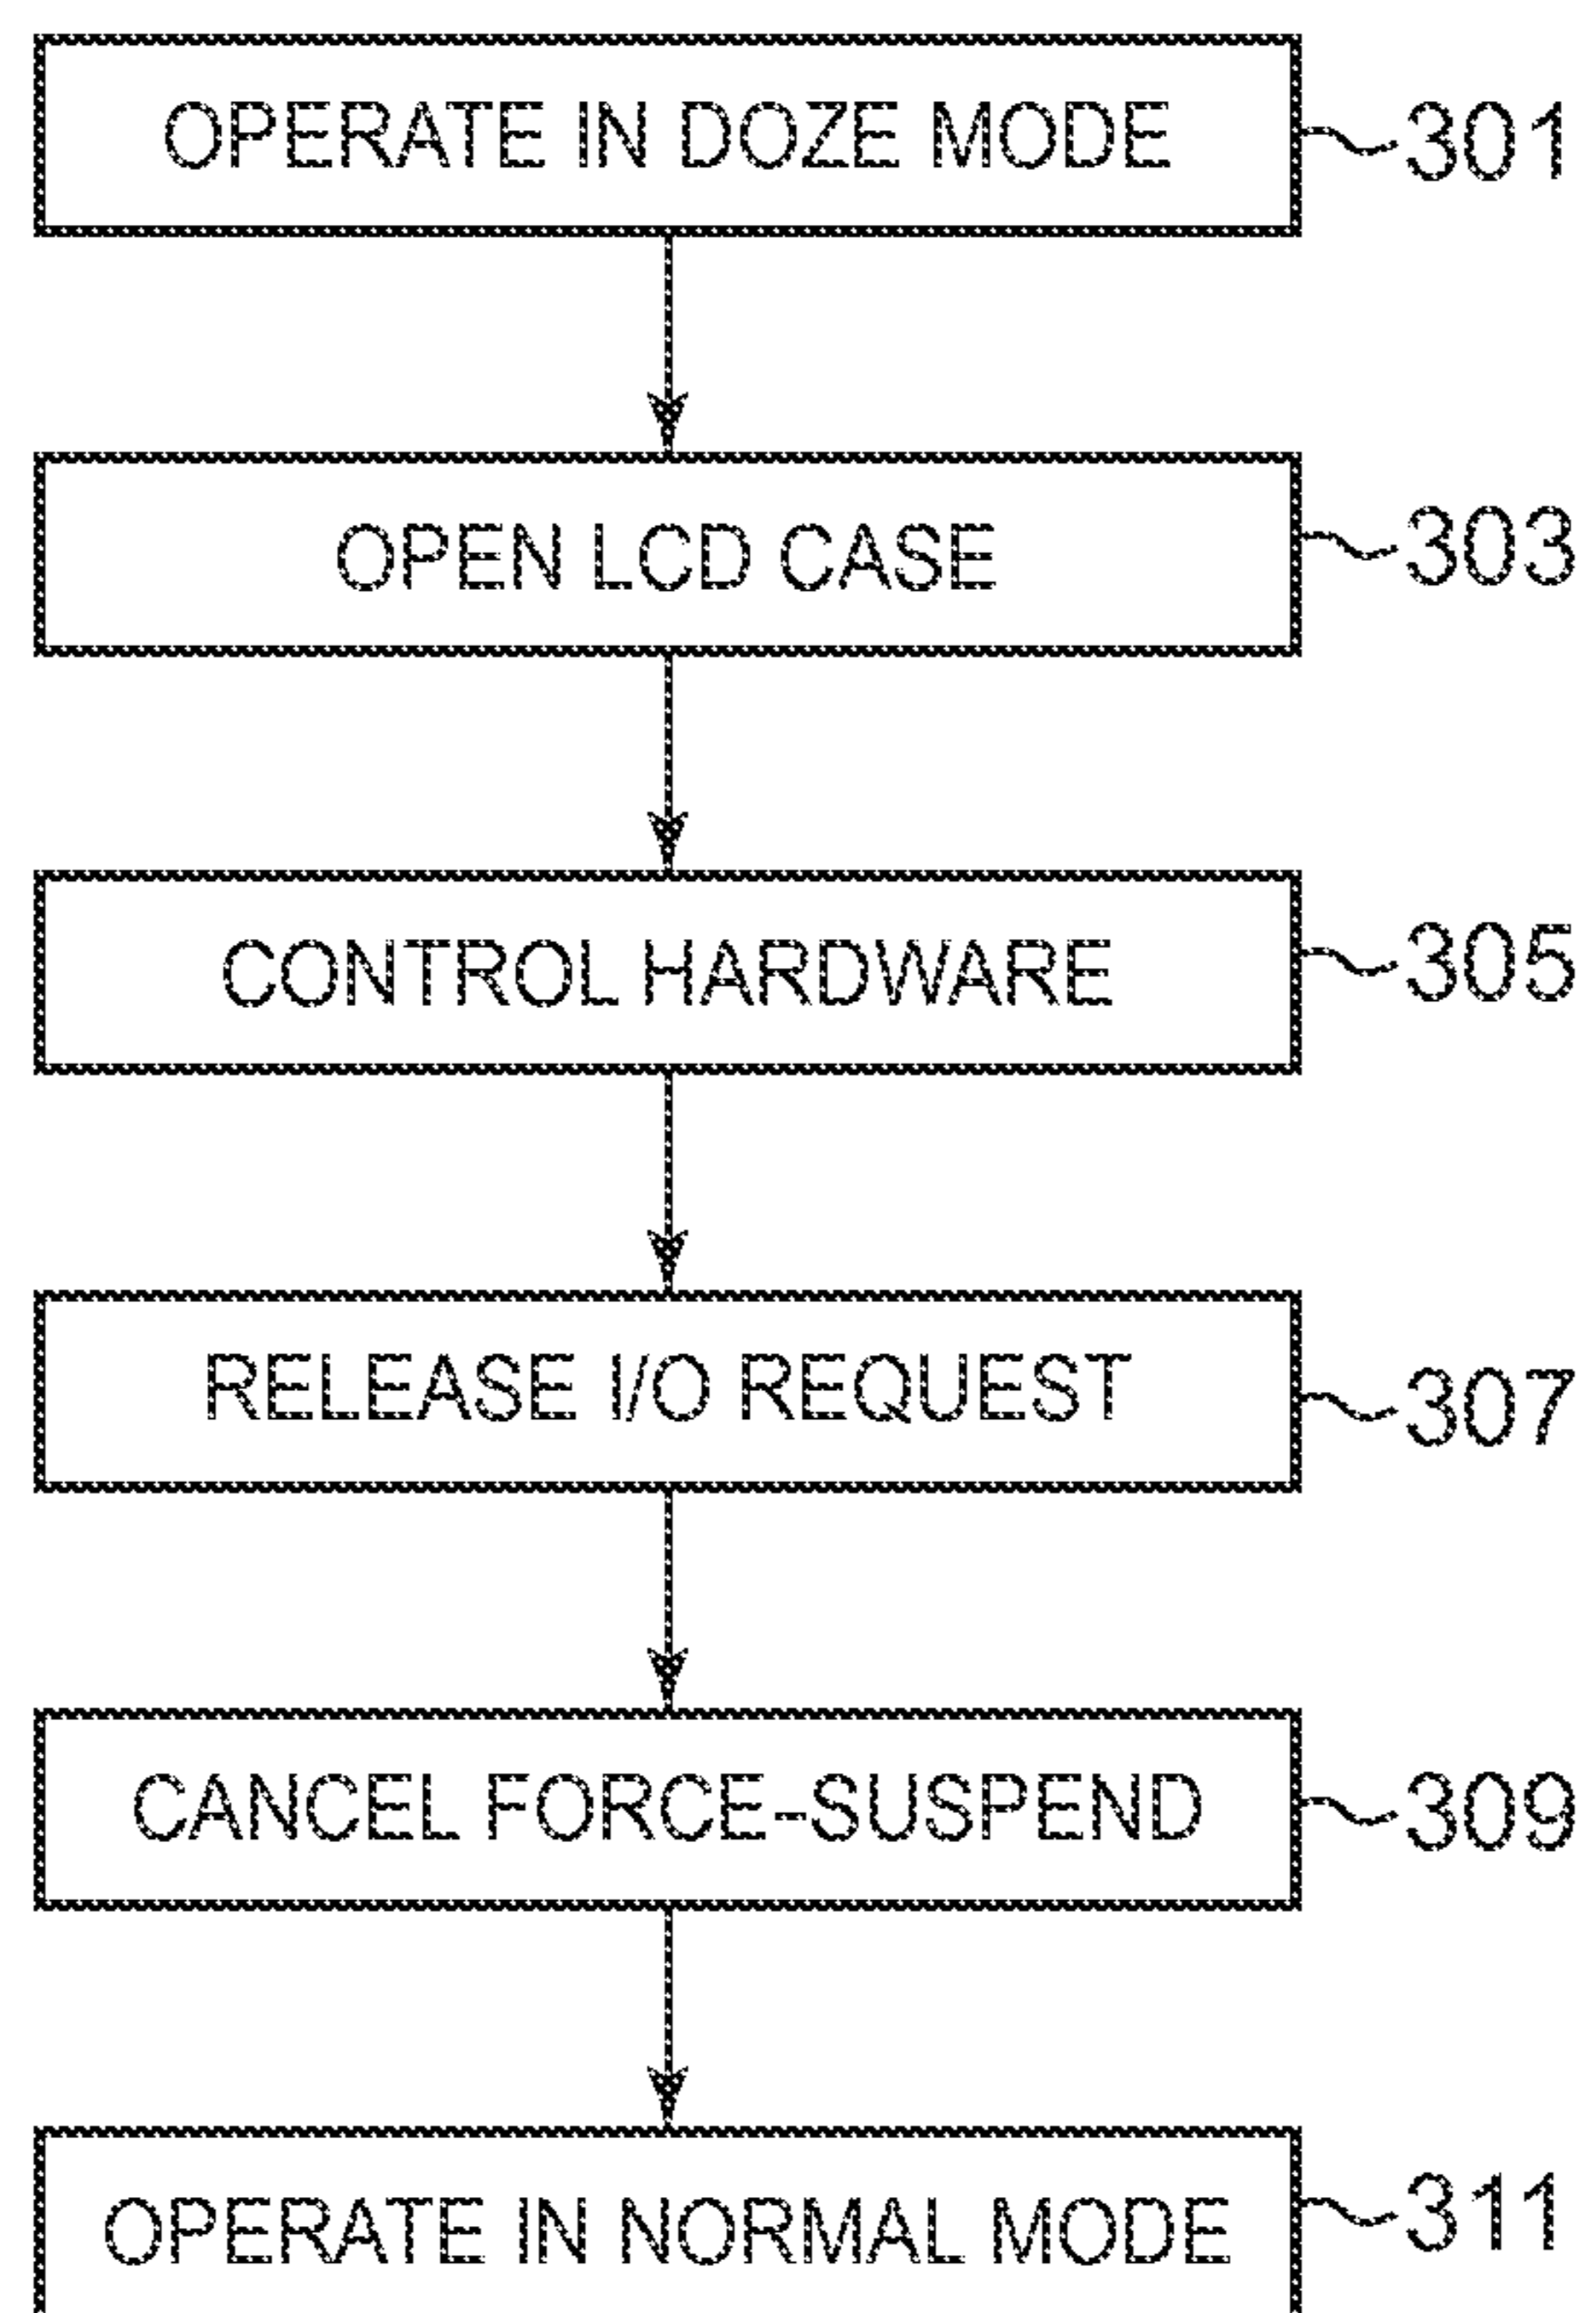 OPERATE IN DOZE MODE 301
OPEN LCD CASE 303
CONTROL HARDWARE 305
RELEASE I/O REQUEST 307
CANCEL FORCE-SUSPEND 309
OPERATE IN NORMAL MODE 311